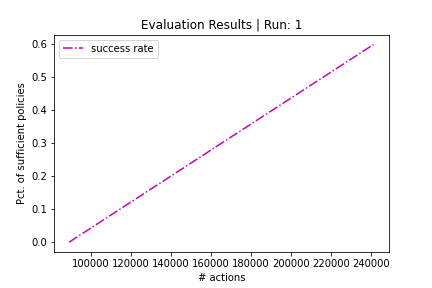 Evaluation Results | Run: 1
success rate
Pct. of sufficient policies
0.6
0.5
0.4
0.3
0.2
0.1
0.0
100000 120000 140000 160000 180000 200000 220000 240000
# actions